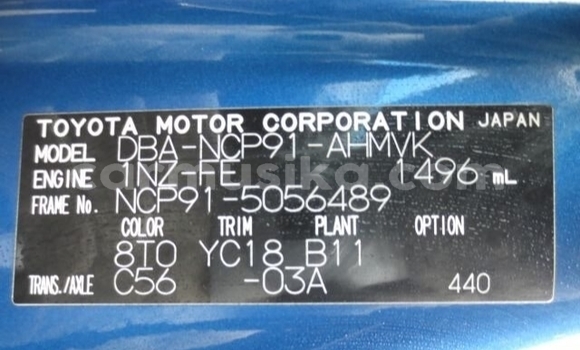 TOYOTA MOTOR CORPORATION JAPAN
MODEL DBA-NCP91-AHMVK
ENGINE 1NZ-FE 1496 mL
FRAME No. NCP91-5056489
COLOR TRIM PLANT OPTION
8T0 YC18 B11
TRANS./AXLE C56 -03A 440